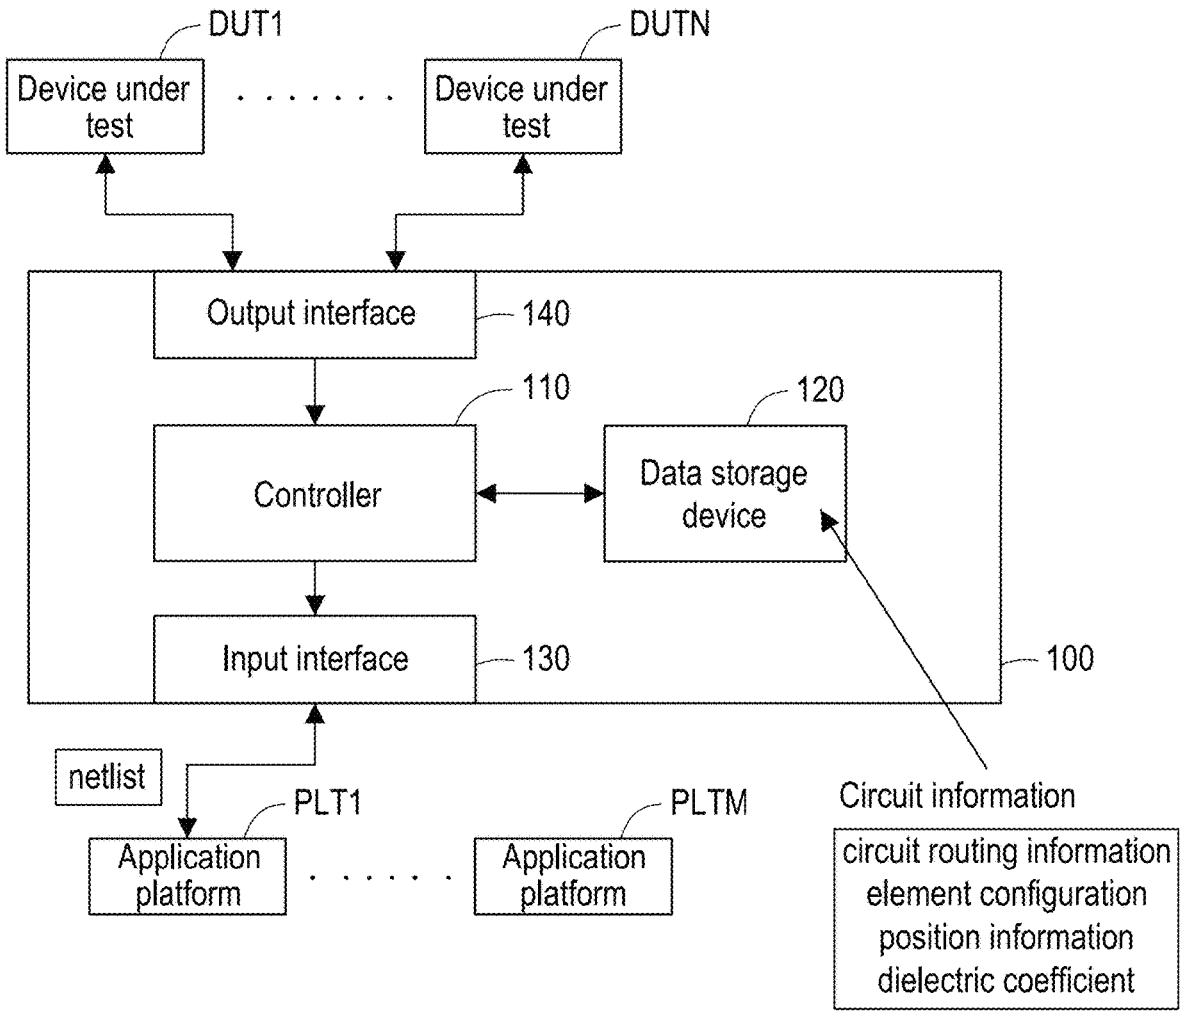 DUT1
DUTN
Device under
test
. . . . . . .
Device under
test
Output interface
140
110
120
Controller
Data storage
device
Input interface
130
100
netlist
PLT1
PLTM
Circuit information
Application
platform
. . . . . . .
Application
platform
circuit routing information
element configuration
position information
dielectric coefficient